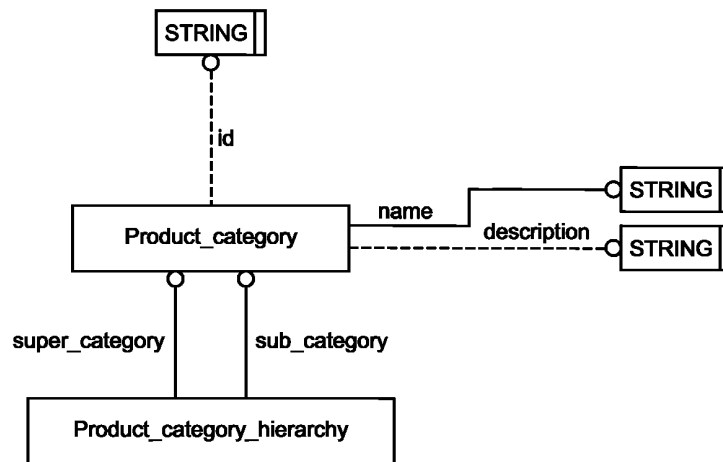 STRING
id
STRING
name
Product_category
description
STRING
super_category
sub_category
Product_category_hierarchy